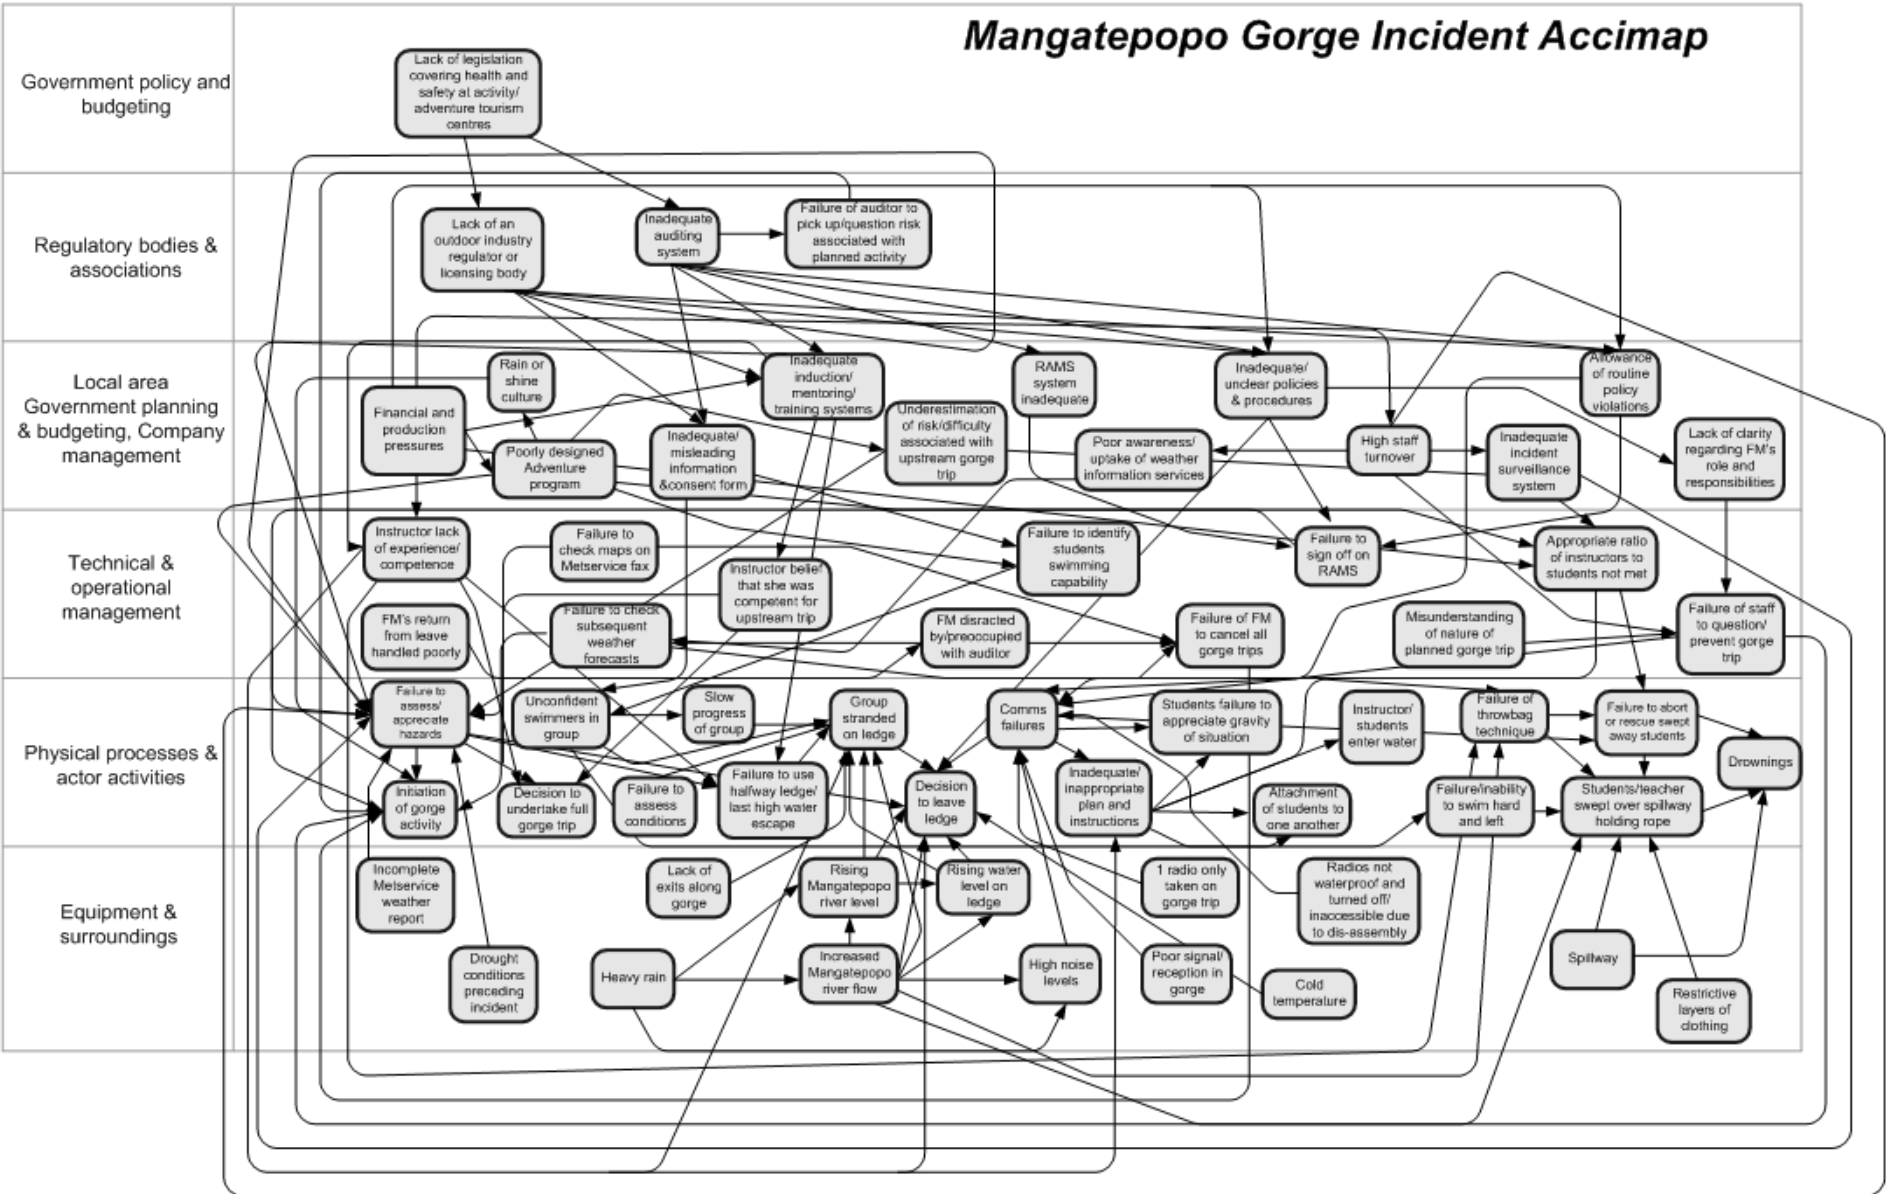 Mangatepopo Gorge Incident Accimap
Government policy and
budgeting
Lack of legislation
covering health and
safety at activity/
adventure tourism
centres
Regulatory bodies &
associations
Lack of an
outdoor industry
regulator or
licensing body
Inadequate
auditing
system
Failure of auditor to
pick up/question risk
associated with
planned activity
Local area
Government planning
& budgeting, Company
management
Financial and
production
pressures
Rain or
shine
culture
Poorly designed
Adventure
program
Inadequate/
misleading
information
&consent form
Inadequate
induction/
mentoring/
training systems
Underestimation
of risk/difficulty
associated with
upstream gorge
trip
RAMS
system
inadequate
Poor awareness/
uptake of weather
information services
Inadequate/
unclear policies
& procedures
High staff
turnover
Inadequate
incident
surveillance
system
Allowance
of routine
policy
violations
Lack of clarity
regarding FM's
role and
responsibilities
Technical &
operational
management
Instructor lack
of experience/
competence
Failure to
check maps on
Metservice fax
Instructor belief
that she was
competent for
upstream trip
Failure to identify
students
swimming
capability
Failure to
sign off on
RAMS
Appropriate ratio
of instructors to
students not met
FM's return
from leave
handled poorly
Failure to check
subsequent
weather
forecasts
FM disracted
by/preoccupied
with auditor
Failure of FM
to cancel all
gorge trips
Misunderstanding
of nature of
planned gorge trip
Failure of staff
to question/
prevent gorge
trip
Physical processes &
actor activities
Failure to
assess/
appreciate
hazards
Unconfident
swimmers in
group
Slow
progress
of group
Group
stranded
on ledge
Comms
failures
Students failure to
appreciate gravity
of situation
Instructor/
students
enter water
Failure of
throwbag
technique
Failure to abort
or rescue swept
away students
Drownings
Initiation
of gorge
activity
Decision to
undertake full
gorge trip
Failure to
assess
conditions
Failure to use
halfway ledge/
last high water
escape
Decision
to leave
ledge
Inadequate/
inappropriate
plan and
instructions
Attachment
of students to
one another
Failure/inability
to swim hard
and left
Students/teacher
swept over spillway
holding rope
Equipment &
surroundings
Incomplete
Metservice
weather
report
Lack of
exits along
gorge
Rising
Mangatepopo
river level
Rising water
level on
ledge
1 radio only
taken on
gorge trip
Radios not
waterproof and
turned off/
inaccessible due
to dis-assembly
Drought
conditions
preceding
incident
Heavy rain
Increased
Mangatepopo
river flow
High noise
levels
Poor signal/
reception in
gorge
Cold
temperature
Spillway
Restrictive
layers of
clothing